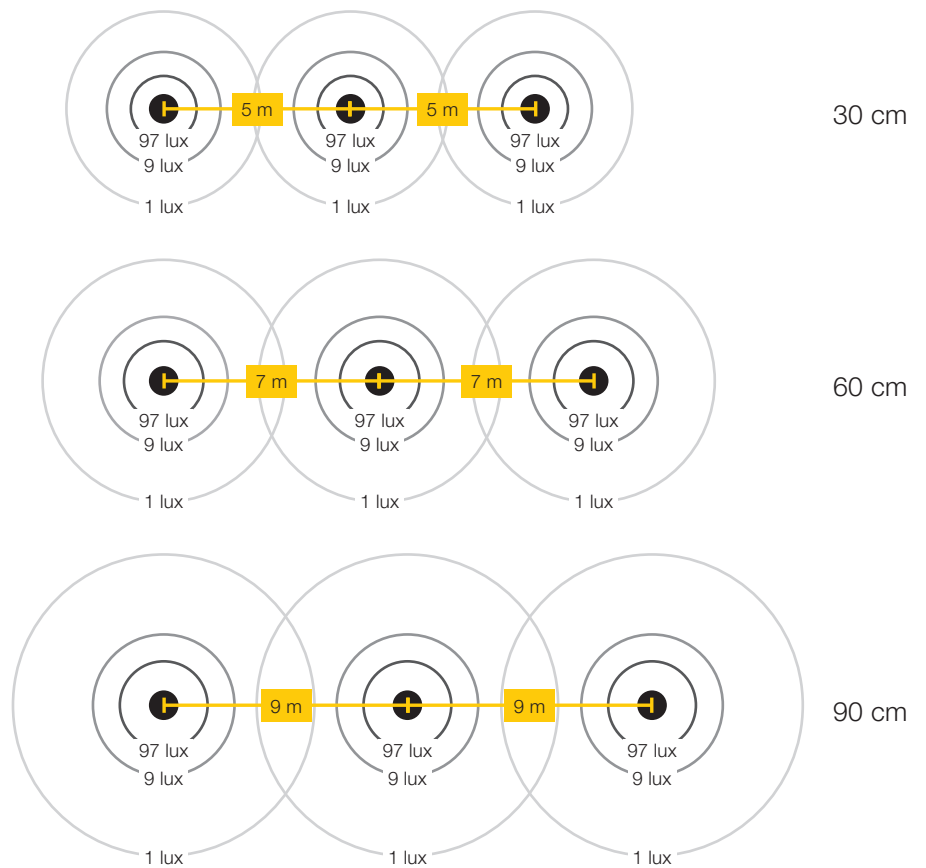 5 m 5 m
30 cm
97 lux 97 lux 97 lux
9 lux 9 lux 9 lux
1 lux 1 lux 1 lux
7 m 7 m
60 cm
97 lux 97 lux 97 lux
9 lux 9 lux 9 lux
1 lux 1 lux 1 lux
9 m 9 m
90 cm
97 lux 97 lux 97 lux
9 lux 9 lux 9 lux
1 lux 1 lux 1 lux